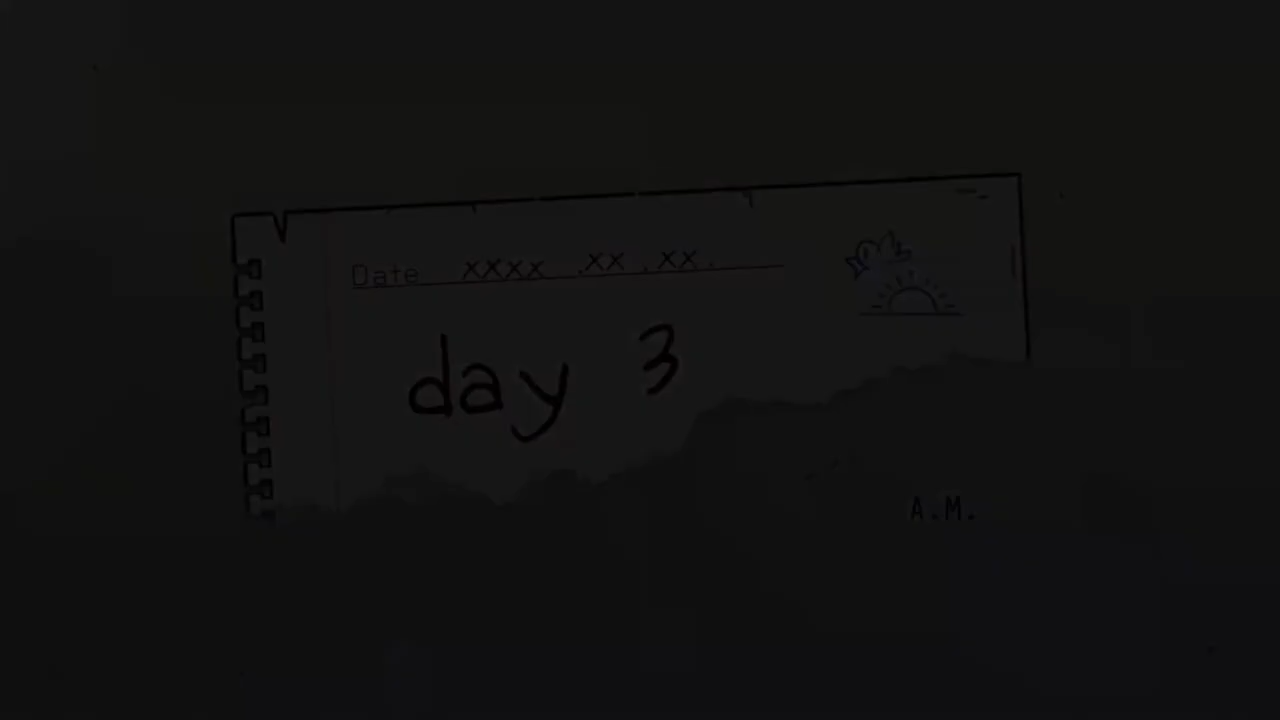 Date xxxx .xx . xx .
day 3
A.M.